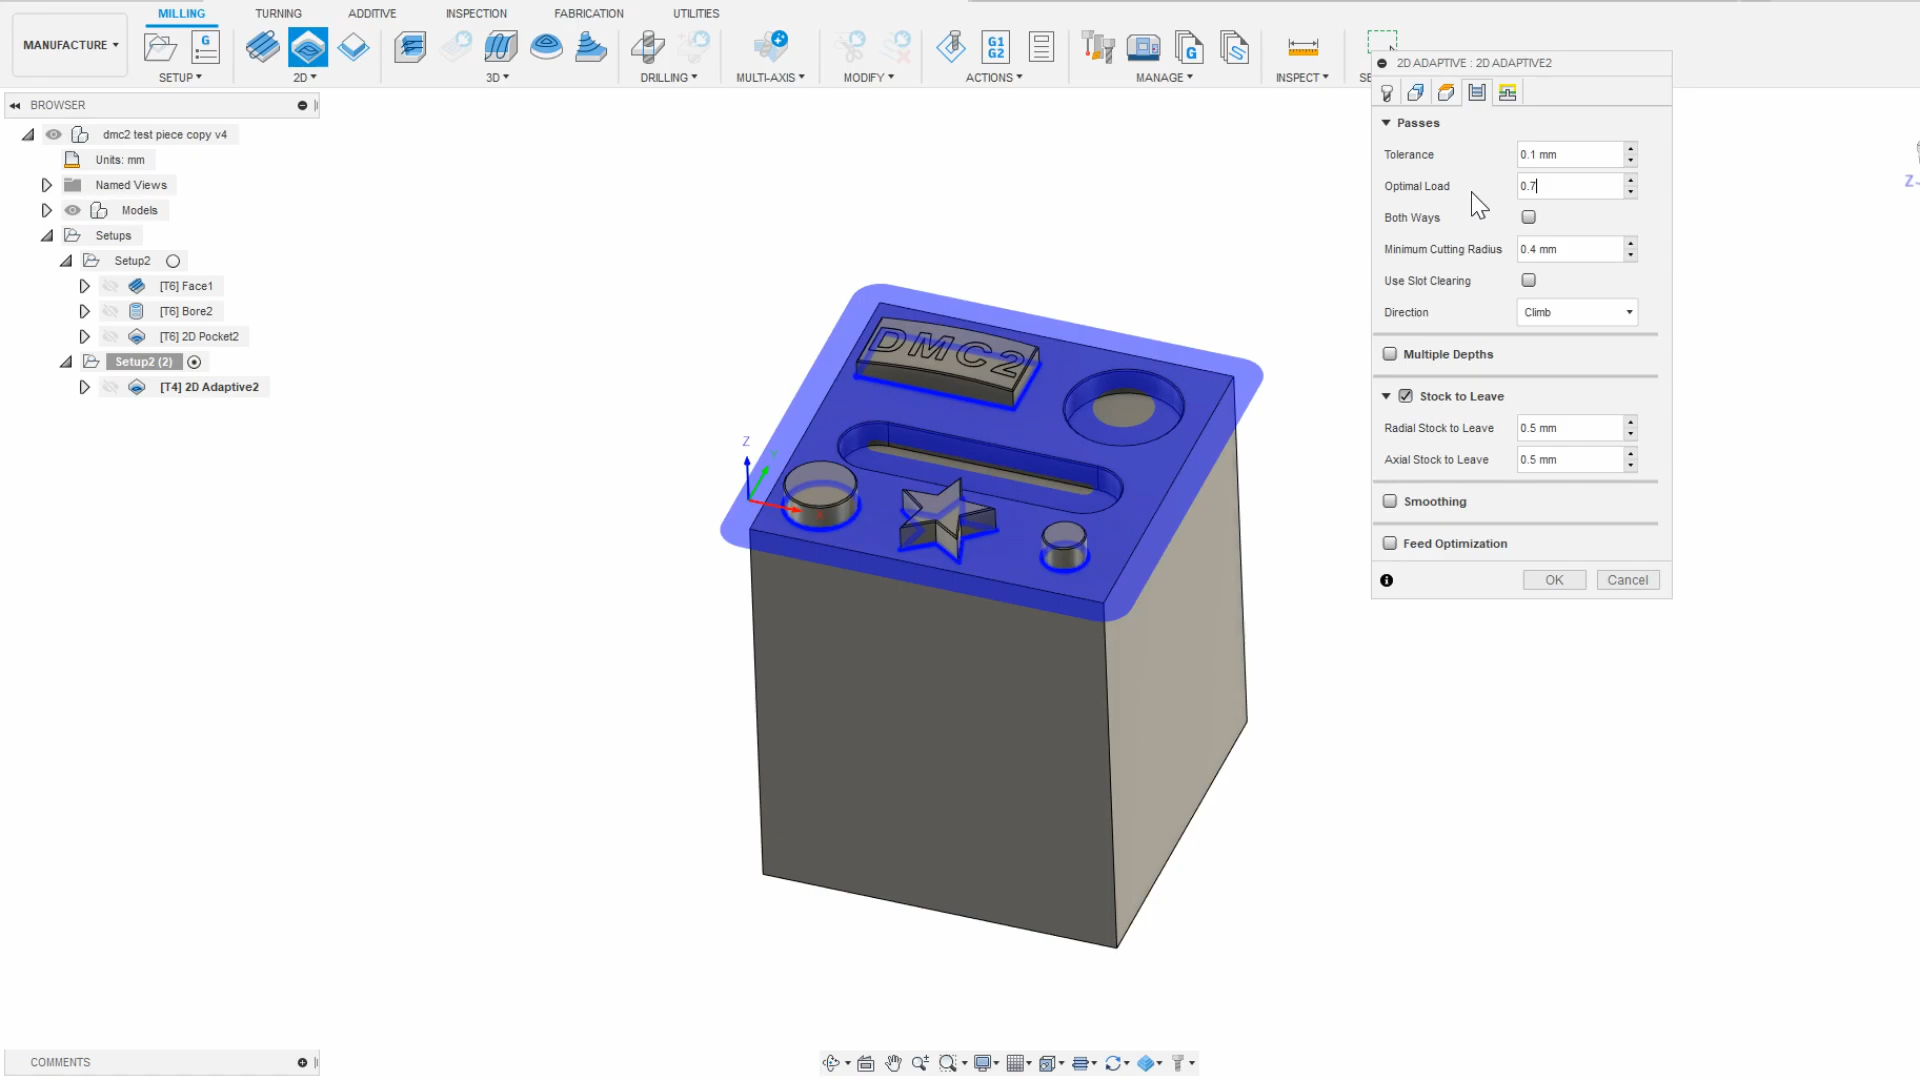 MILLING TURNING ADDITIVE INSPECTION FABRICATION UTILITIES
MANUFACTURE
SETUP 2D 3D DRILLING MULTI-AXIS MODIFY ACTIONS MANAGE INSPECT SE
G
G1
G2
G
2D ADAPTIVE : 2D ADAPTIVE2
BROWSER
dmc2 test piece copy v4
Units: mm
Named Views
Models
Setups
Setup2
[T6] Face1
[T6] Bore2
[T6] 2D Pocket2
Setup2 (2)
[T4] 2D Adaptive2
Passes
Tolerance 0.1 mm
Optimal Load 0.7
Both Ways
Minimum Cutting Radius 0.4 mm
Use Slot Clearing
Direction Climb
Multiple Depths
Stock to Leave
Radial Stock to Leave 0.5 mm
Axial Stock to Leave 0.5 mm
Smoothing
Feed Optimization
OK Cancel
Z-
DMC2
Z
Y
X
COMMENTS